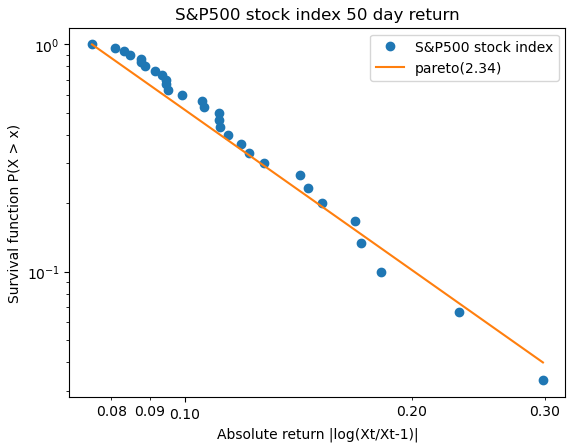 S&P500 stock index 50 day return
S&P500 stock index
pareto(2.34)
Survival function P(X > x)
10⁰
10⁻¹
0.08 0.09 0.10 0.20 0.30
Absolute return |log(Xt/Xt-1)|